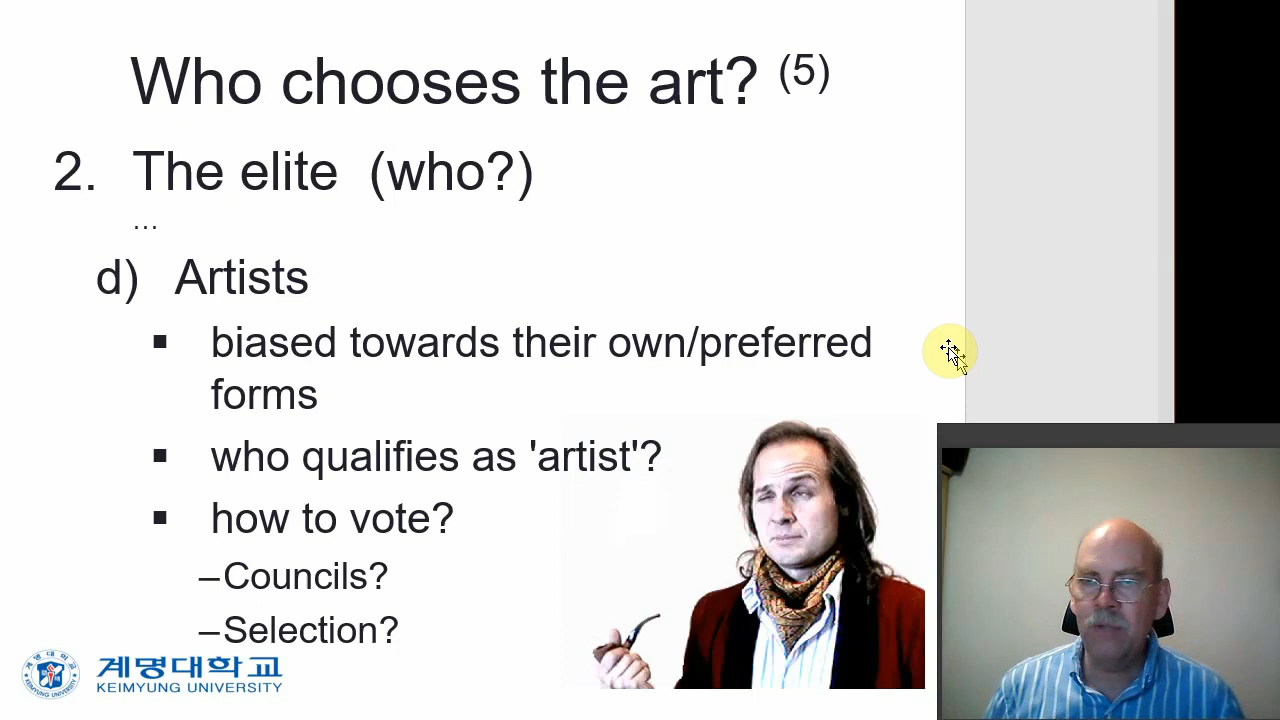 Who chooses the art? (5)
2. The elite (who?)
...
d) Artists
▪ biased towards their own/preferred
forms
▪ who qualifies as 'artist'?
▪ how to vote?
–Councils?
–Selection?
계명대학교
KEIMYUNG UNIVERSITY